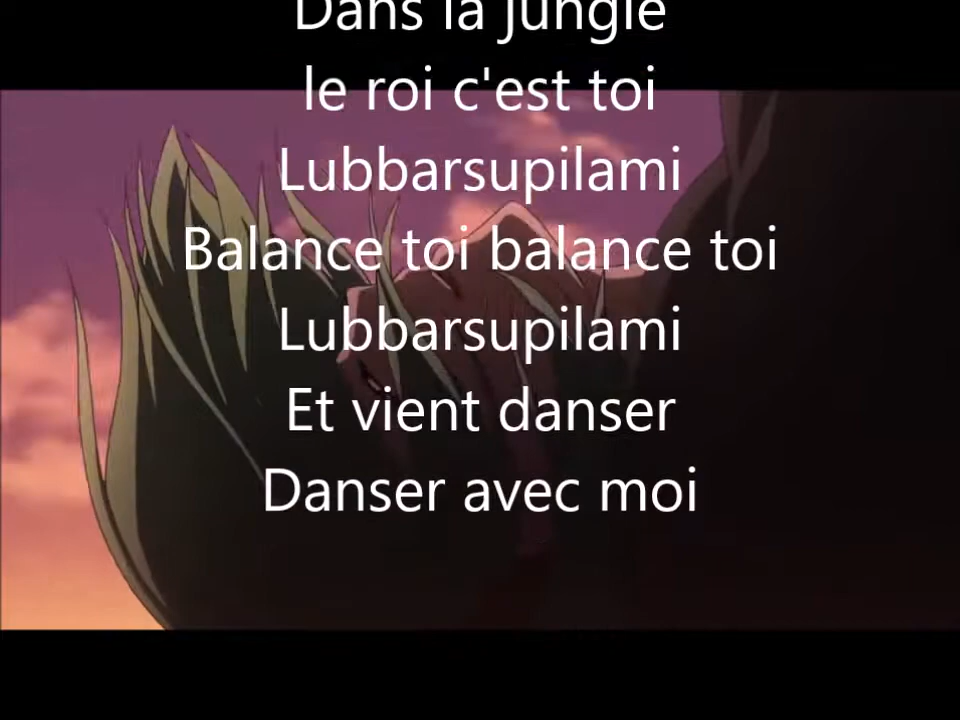 Dans la jungle
le roi c'est toi
Lubbarsupilami
Balance toi balance toi
Lubbarsupilami
Et vient danser
Danser avec moi